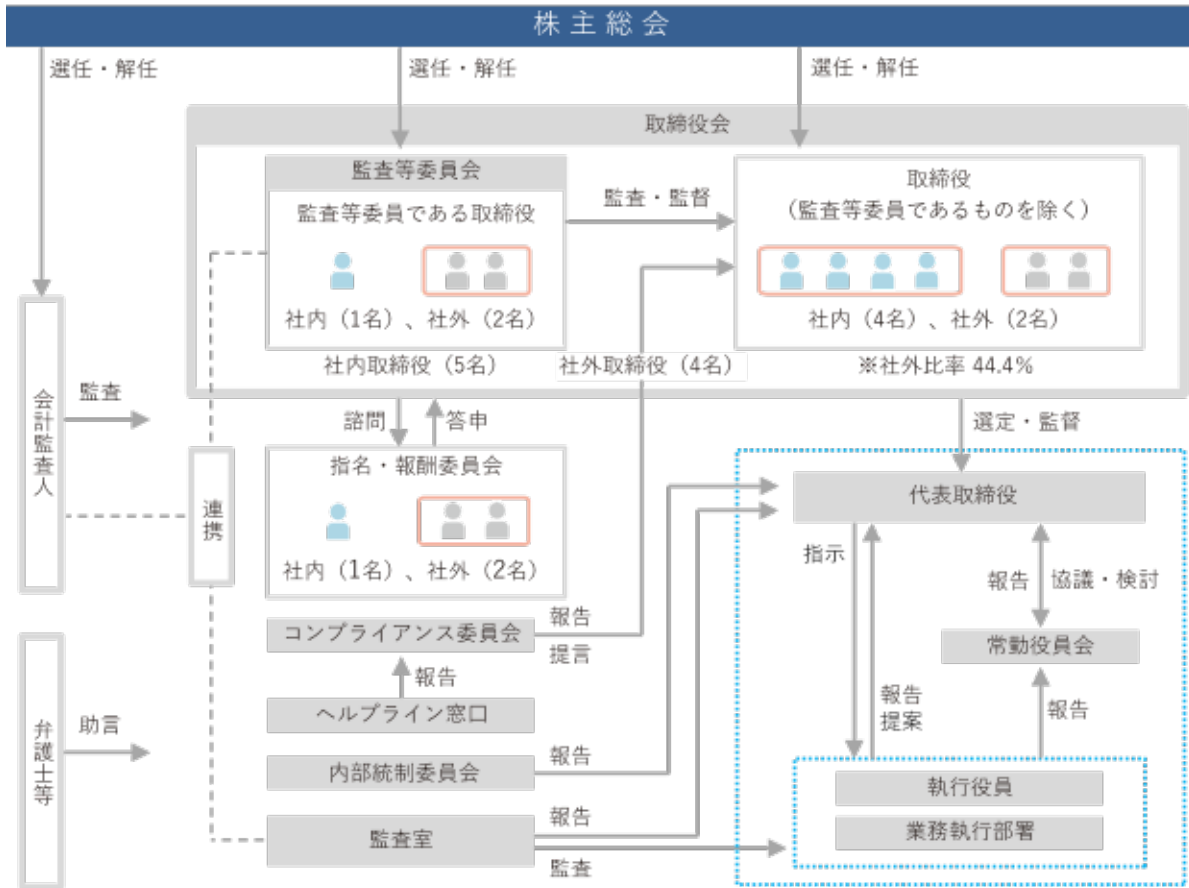 株主総会
選任・解任
選任・解任
選任・解任
取締役会
監査等委員会
監査等委員である取締役
社内（1名）、社外（2名）
監査・監督
取締役
（監査等委員であるものを除く）
社内（4名）、社外（2名）
社内取締役（5名）
社外取締役（4名）
※社外比率 44.4%
会計監査人
監査
連携
諮問
答申
指名・報酬委員会
社内（1名）、社外（2名）
選定・監督
代表取締役
指示
報告
協議・検討
常勤役員会
報告
提案
報告
執行役員
業務執行部署
コンプライアンス委員会
報告
提言
報告
ヘルプライン窓口
内部統制委員会
報告
監査室
報告
監査
弁護士等
助言